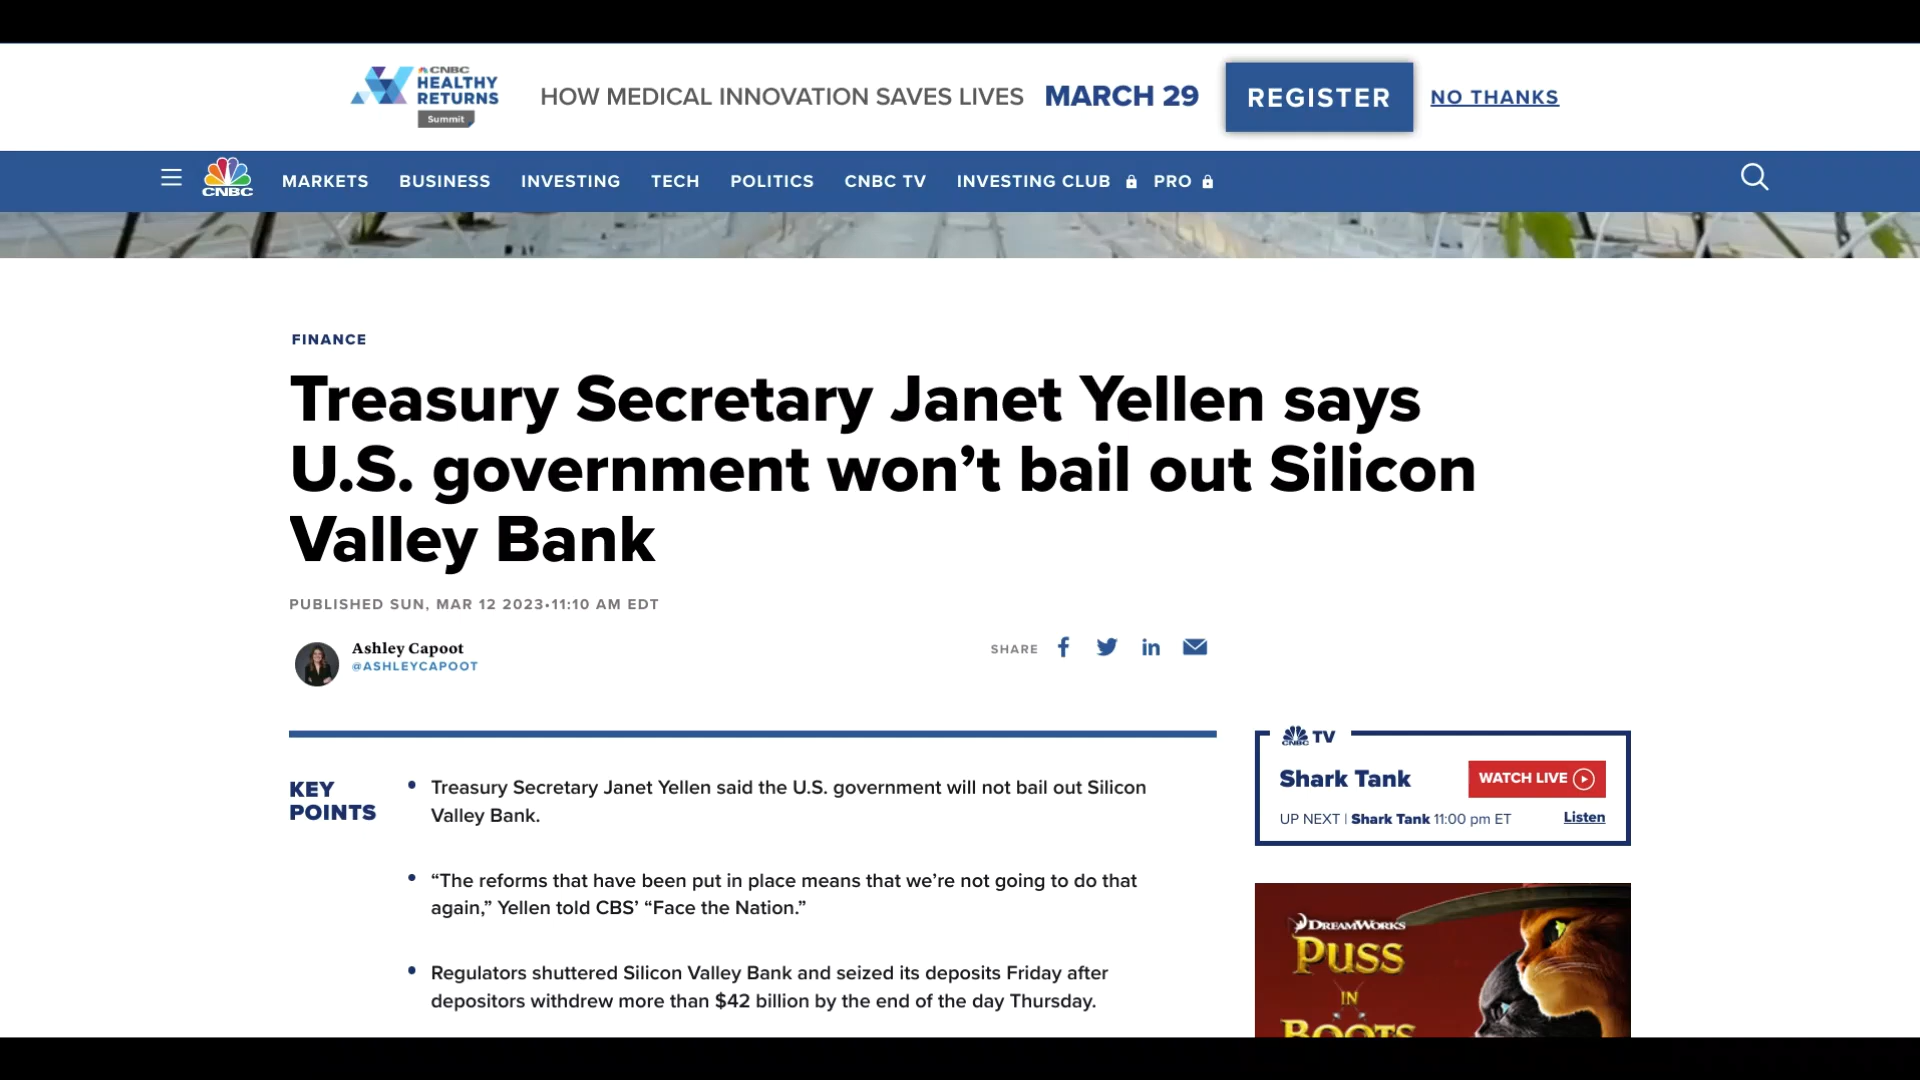 CNBC
HEALTHY
RETURNS
Summit
HOW MEDICAL INNOVATION SAVES LIVES MARCH 29 REGISTER NO THANKS
CNBC MARKETS BUSINESS INVESTING TECH POLITICS CNBC TV INVESTING CLUB PRO
FINANCE
Treasury Secretary Janet Yellen says
U.S. government won’t bail out Silicon
Valley Bank
PUBLISHED SUN, MAR 12 2023•11:10 AM EDT
Ashley Capoot
@ASHLEYCAPOOT
SHARE
KEY
POINTS
• Treasury Secretary Janet Yellen said the U.S. government will not bail out Silicon
Valley Bank.
• “The reforms that have been put in place means that we’re not going to do that
again,” Yellen told CBS’ “Face the Nation.”
• Regulators shuttered Silicon Valley Bank and seized its deposits Friday after
depositors withdrew more than $42 billion by the end of the day Thursday.
CNBC TV
Shark Tank WATCH LIVE
UP NEXT | Shark Tank 11:00 pm ET Listen
DREAMWORKS
PUSS
IN
BOOTS